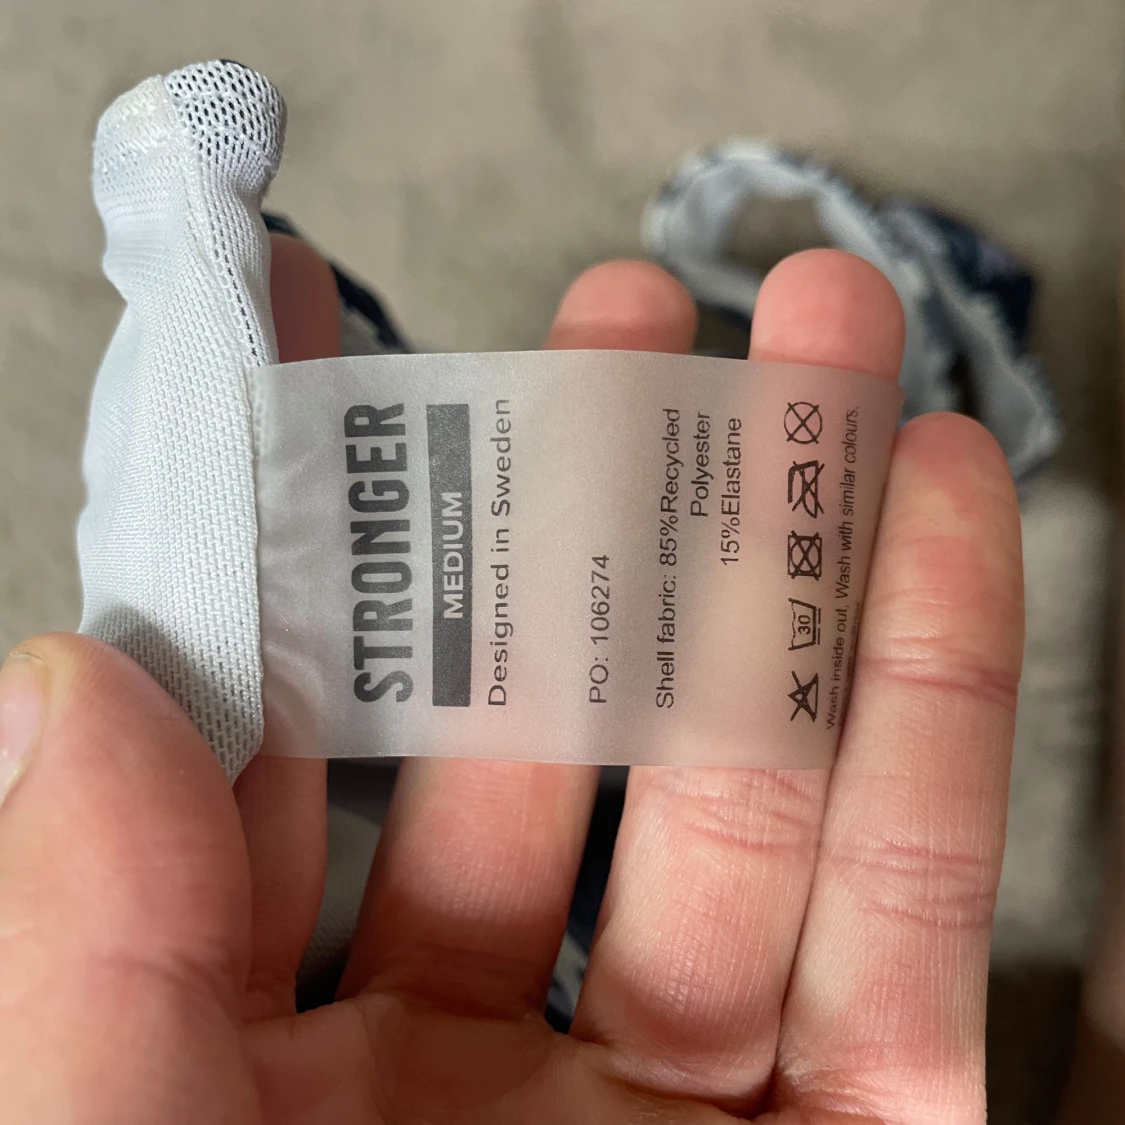 STRONGER
MEDIUM
Designed in Sweden
PO: 106274
Shell fabric: 85%Recycled
Polyester
15%Elastane
30
Wash inside out, Wash with similar colours.